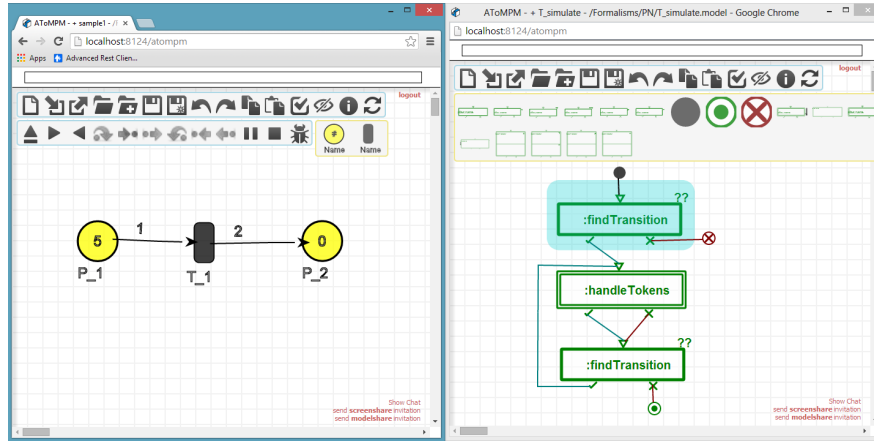 AToMPM - + sample1 - /F
localhost:8124/atompm
Apps
Advanced Rest Clien...
logout
Name
Name
5
1
2
0
P_1
T_1
P_2
Show Chat
send screenshare invitation
send modelshare invitation
AToMPM - + T_simulate - /Formalisms/PN/T_simulate.model - Google Chrome
localhost:8124/atompm
logout
??
:findTransition
:handleTokens
??
:findTransition
Show Chat
send screenshare invitation
send modelshare invitation